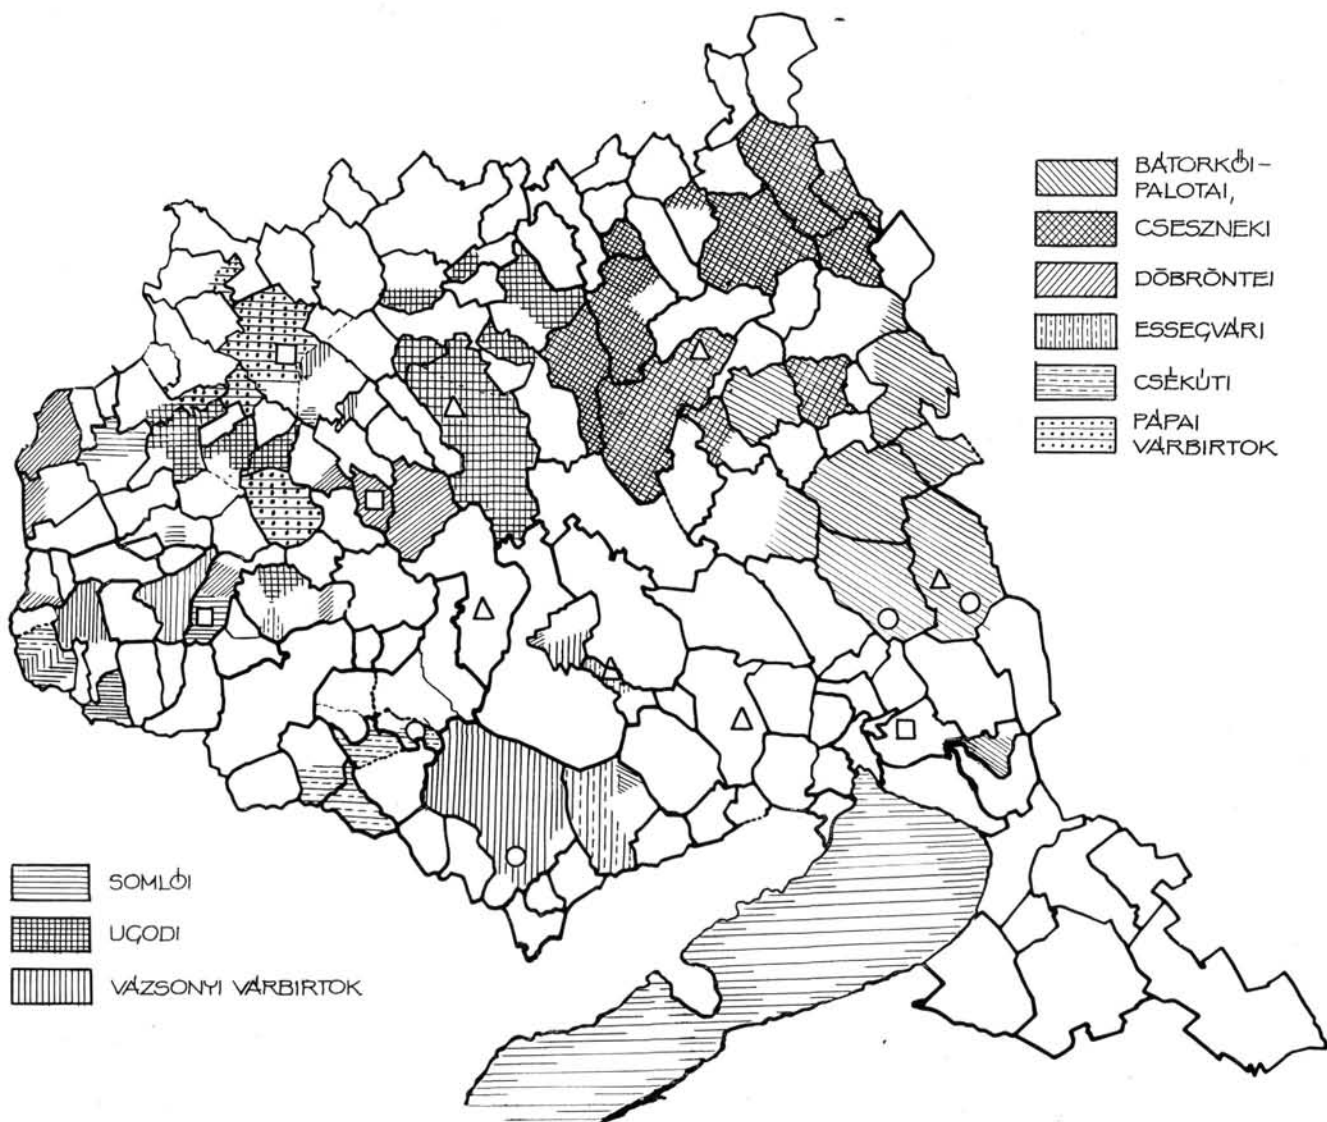 BÁTORKŐI-
PALOTAI,
CSESZNEKI
DÖBRÖNTEI
ESSEGVÁRI
CSÉKÚTI
PÁPAI
VÁRBIRTOK
SOMLÓI
UGODI
VÁZSONYI VÁRBIRTOK